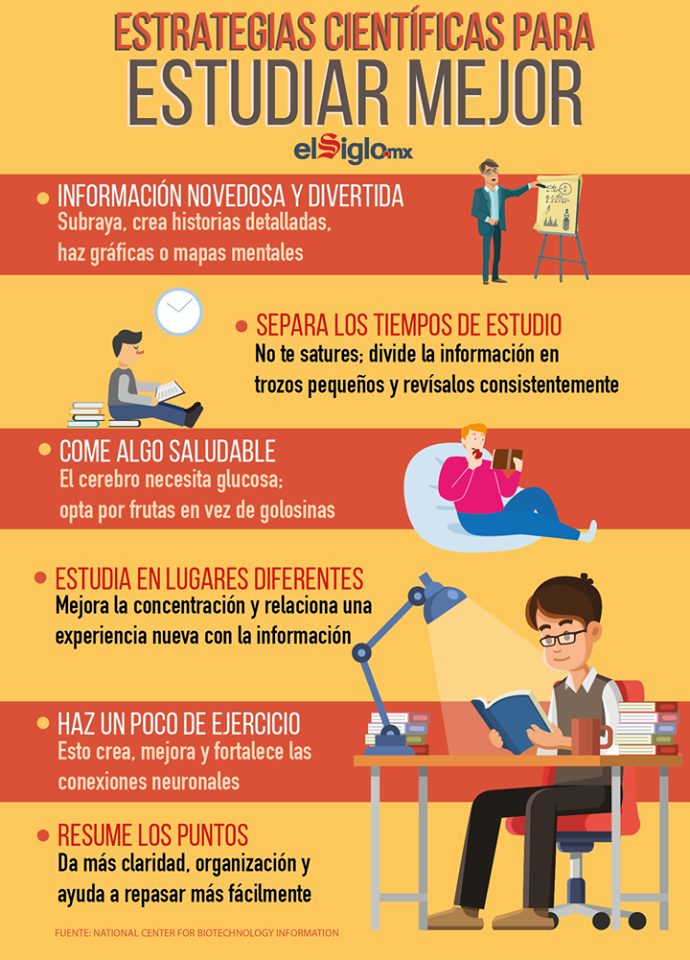 ESTRATEGIAS CIENTÍFICAS PARA
ESTUDIAR MEJOR
elSiglo.mx
INFORMACIÓN NOVEDOSA Y DIVERTIDA
Subraya, crea historias detalladas,
haz gráficas o mapas mentales
SEPARA LOS TIEMPOS DE ESTUDIO
No te satures; divide la información en
trozos pequeños y revísalos consistentemente
COME ALGO SALUDABLE
El cerebro necesita glucosa;
opta por frutas en vez de golosinas
ESTUDIA EN LUGARES DIFERENTES
Mejora la concentración y relaciona una
experiencia nueva con la información
HAZ UN POCO DE EJERCICIO
Esto crea, mejora y fortalece las
conexiones neuronales
RESUME LOS PUNTOS
Da más claridad, organización y
ayuda a repasar más fácilmente
FUENTE: NATIONAL CENTER FOR BIOTECHNOLOGY INFORMATION